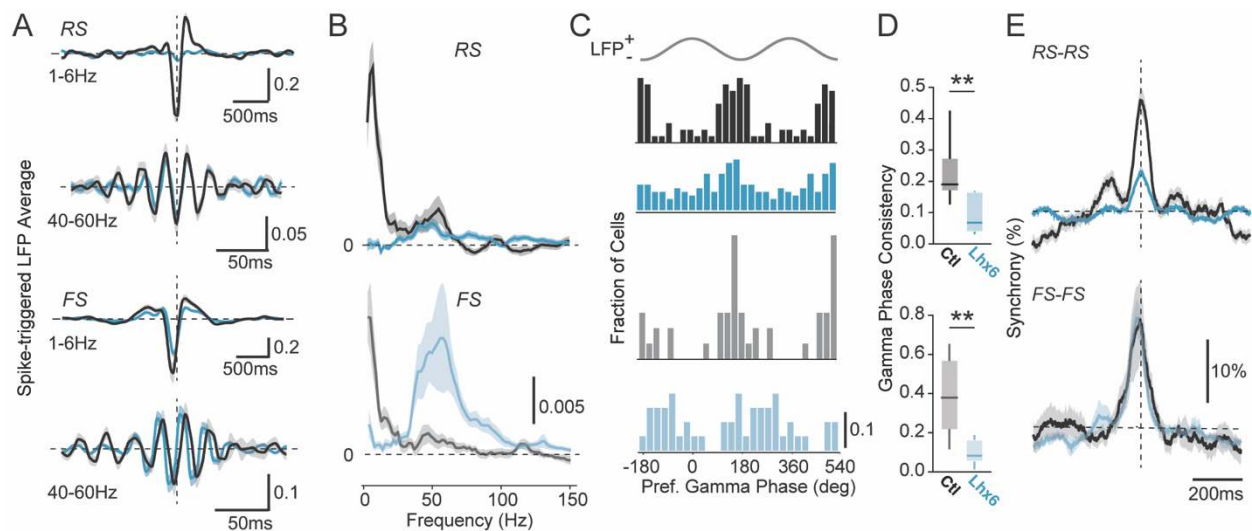 A
Spike-triggered LFP Average
RS
1-6Hz
0.2
500ms
40-60Hz
0.05
50ms
FS
1-6Hz
0.2
500ms
40-60Hz
0.1
50ms
B
RS
0
FS
0.005
0
0 50 100 150
Frequency (Hz)
C
LFP
+
-
Fraction of Cells
0.1
-180 0 180 360 540
Pref. Gamma Phase (deg)
D
Gamma Phase Consistency
**
0.5
0.4
0.3
0.2
0.1
0.0
Ctl Lhx6
**
0.8
0.6
0.4
0.2
0.0
Ctl Lhx6
E
Synchrony (%)
RS-RS
FS-FS
10%
200ms